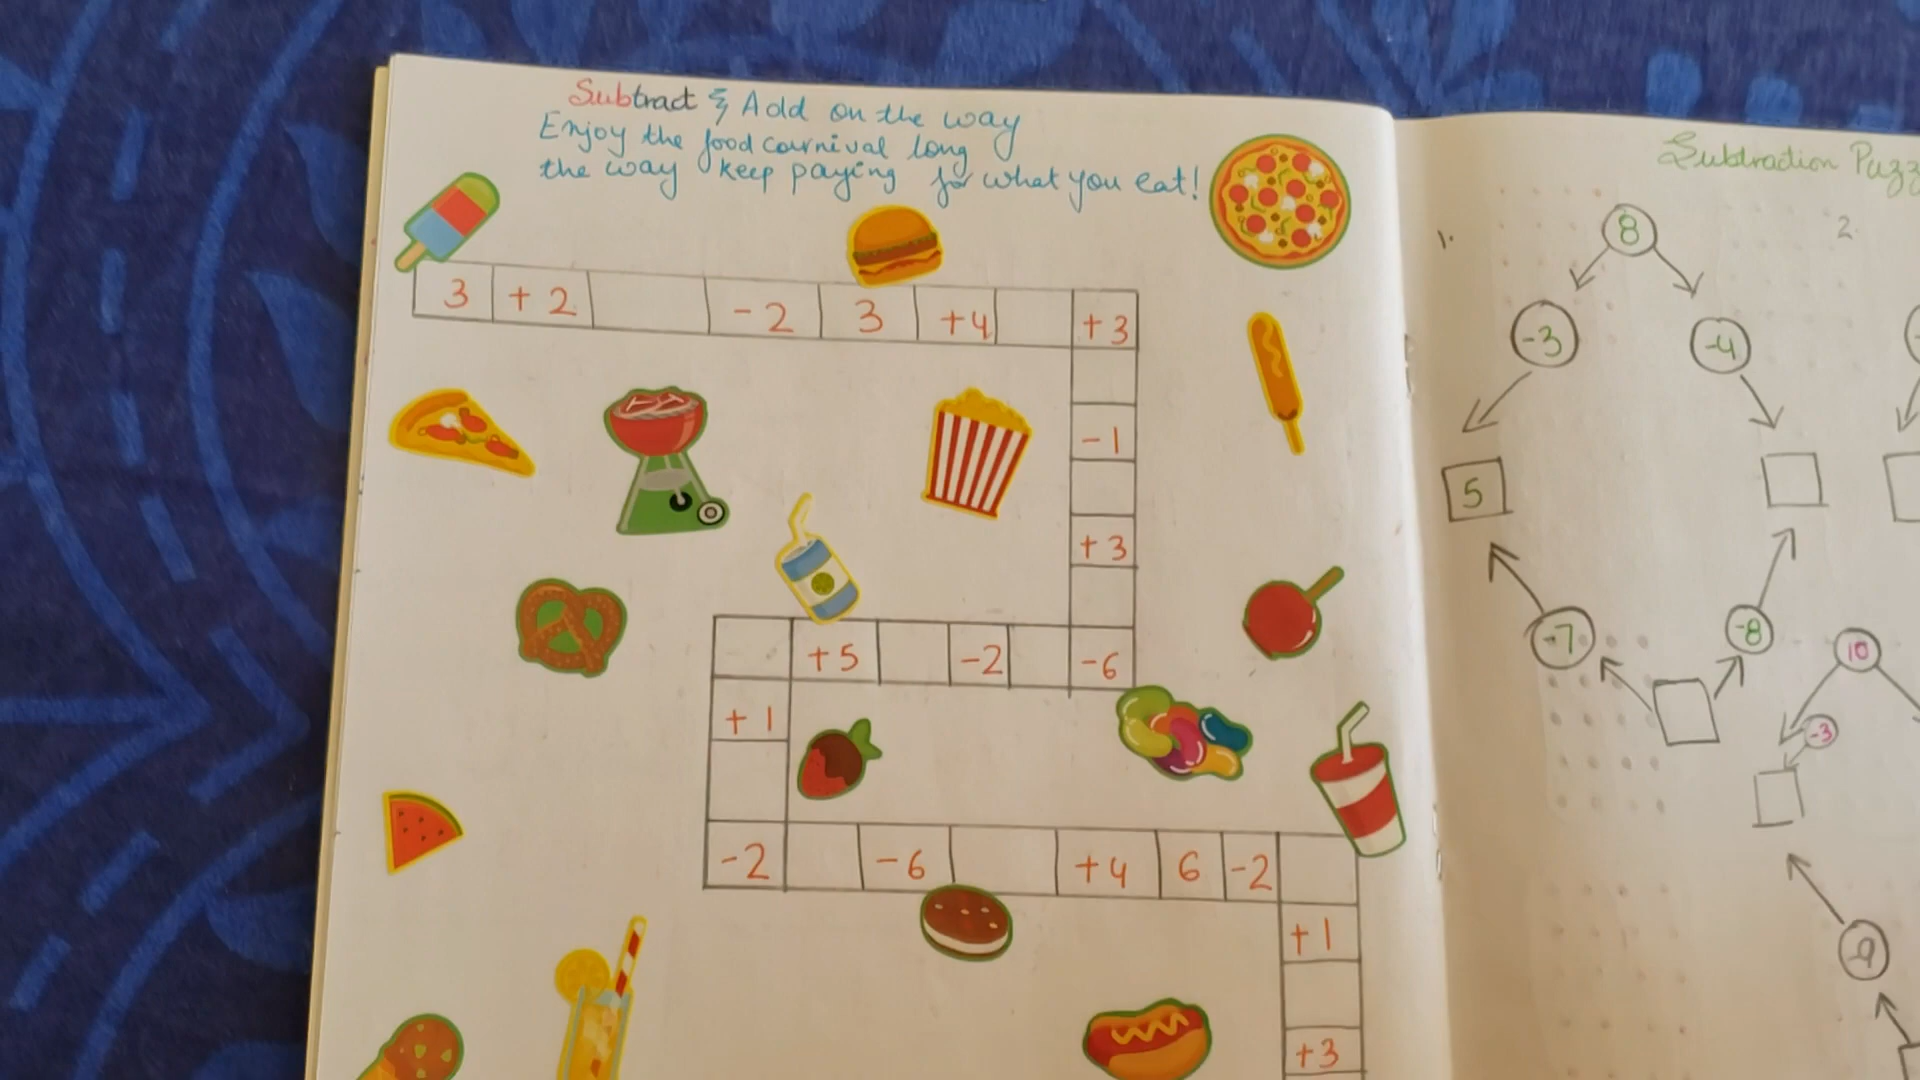 Subtract & Add on the way
Enjoy the food carnival long
the way keep paying for what you eat!
3 +2 -2 3 +4 +3
-1
+3
+5 -2 -6
+1
-2 -6 +4 6 -2
+1
+3
Subtraction
1. 8 2
-3 -4
5
-7 -8
10
-3
-9